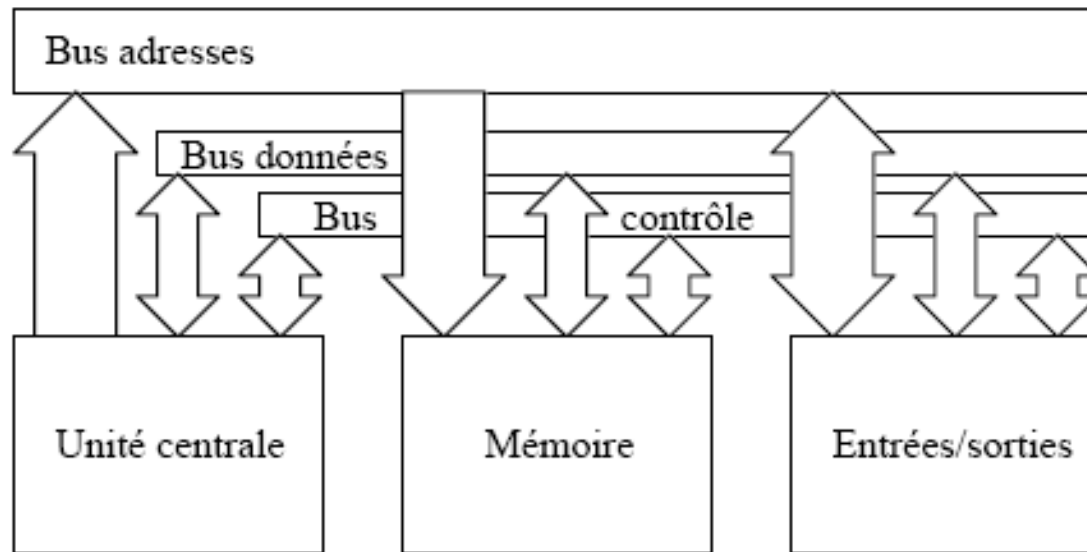 Bus adresses
Bus données
Bus contrôle
Unité centrale
Mémoire
Entrées/sorties